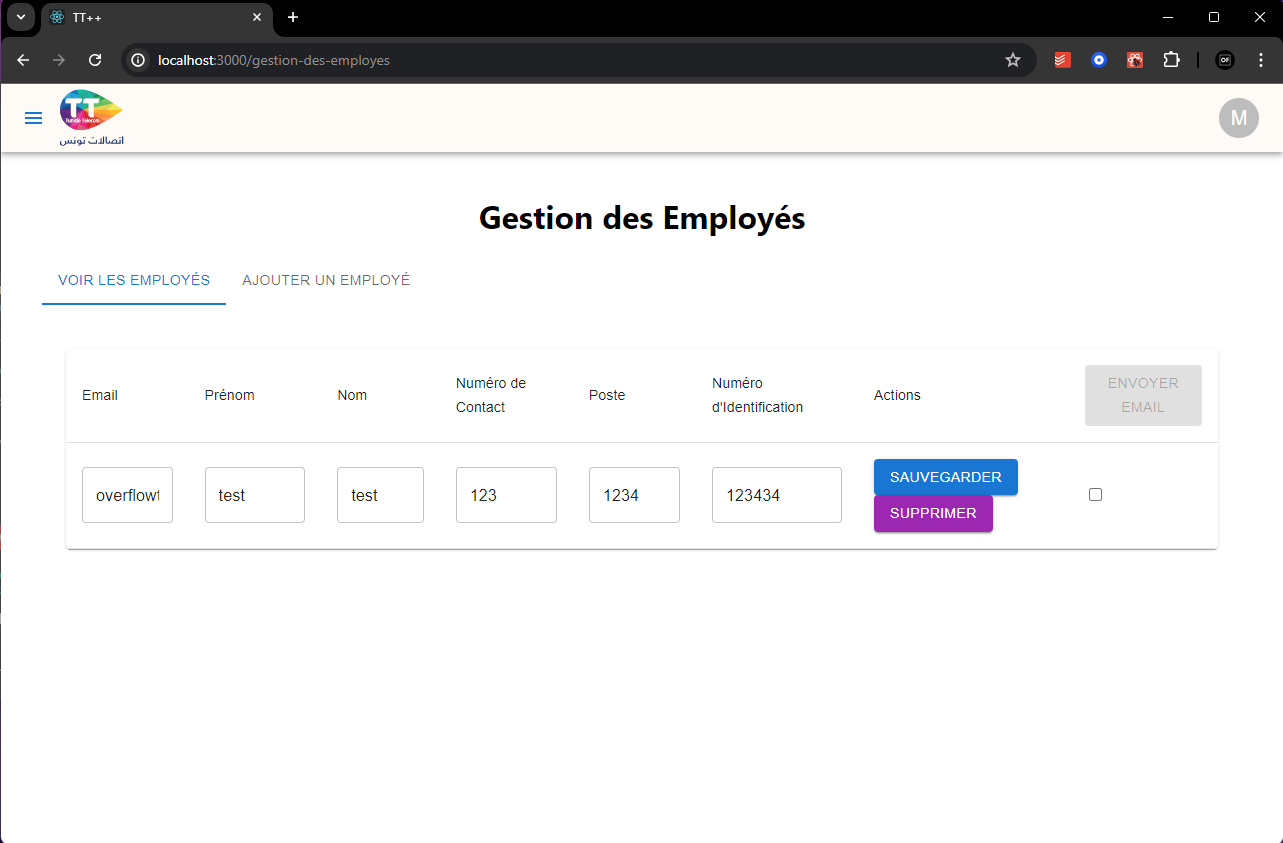 TT++
localhost:3000/gestion-des-employes
TT
Tunisie Telecom
اتصالات تونس
M
Gestion des Employés
VOIR LES EMPLOYÉS
AJOUTER UN EMPLOYÉ
Email
Prénom
Nom
Numéro de
Contact
Poste
Numéro
d'Identification
Actions
ENVOYER
EMAIL
overflowt
test
test
123
1234
123434
SAUVEGARDER
SUPPRIMER